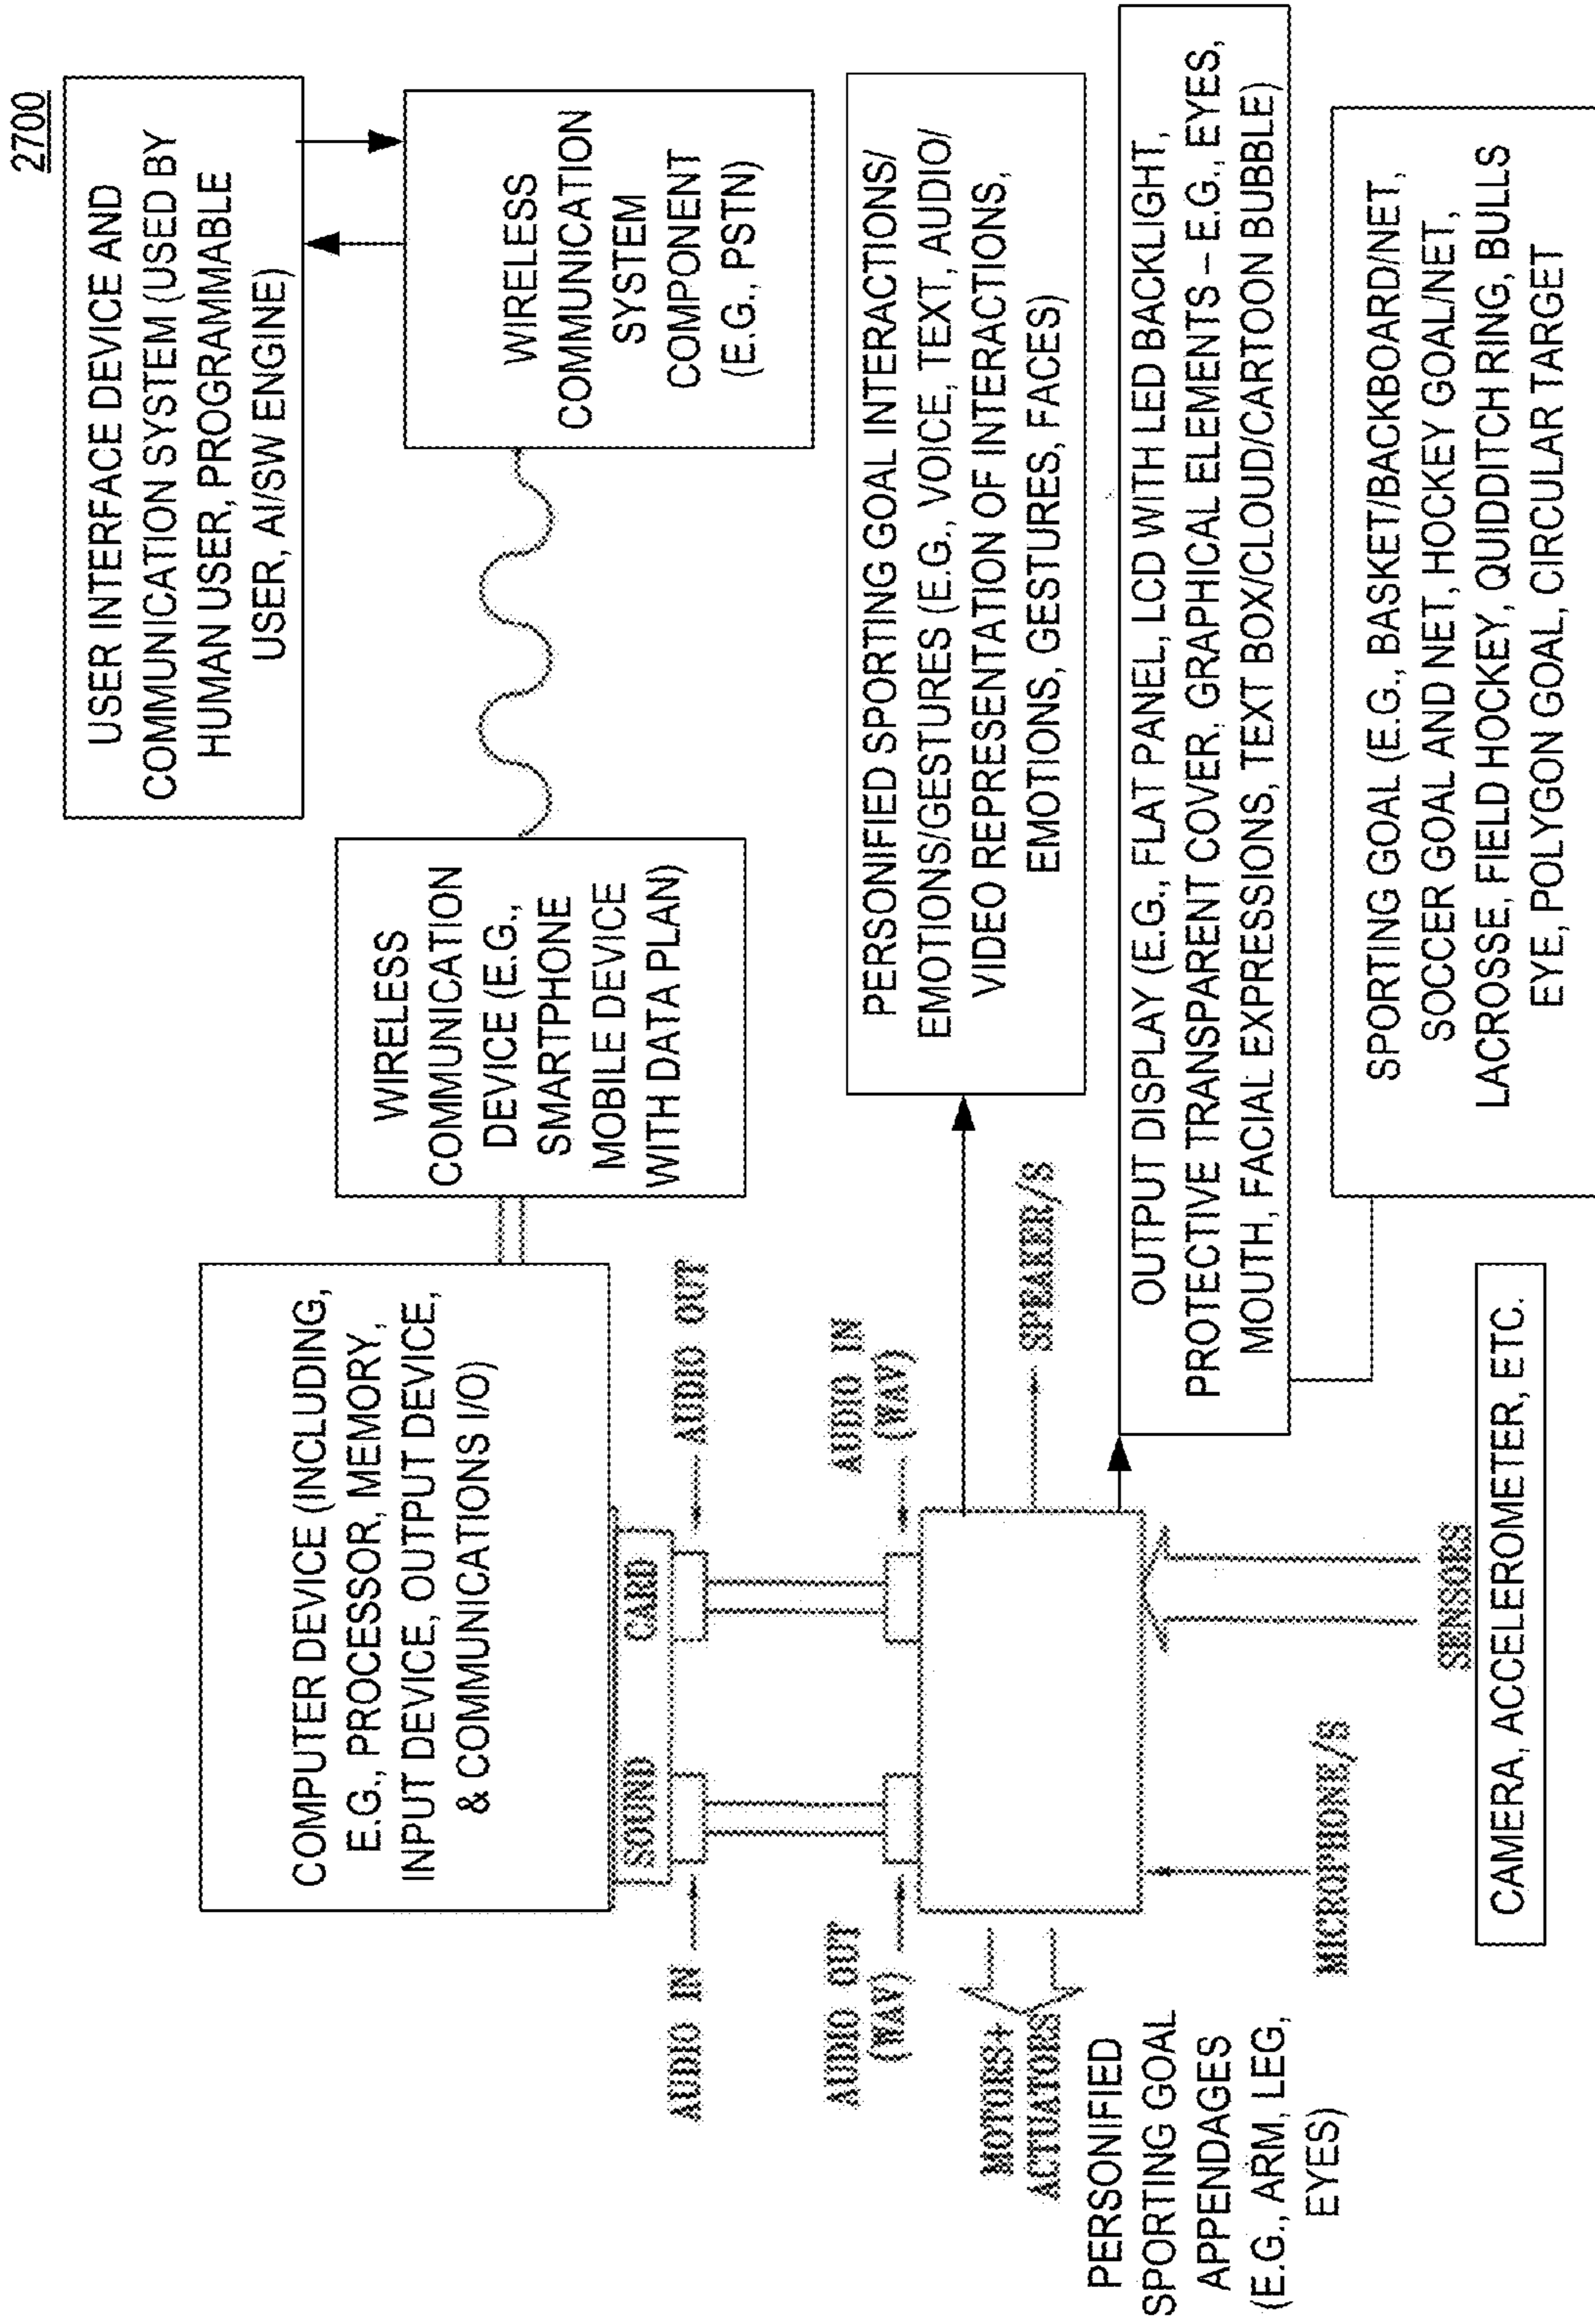 2700
USER INTERFACE DEVICE AND
COMMUNICATION SYSTEM (USED BY
HUMAN USER, PROGRAMMABLE
USER, AI/SW ENGINE)
WIRELESS
COMMUNICATION
SYSTEM
COMPONENT
(E.G., PSTN)
WIRELESS
COMMUNICATION
DEVICE (E.G.,
SMARTPHONE
MOBILE DEVICE
WITH DATA PLAN)
COMPUTER DEVICE (INCLUDING,
E.G., PROCESSOR, MEMORY,
INPUT DEVICE, OUTPUT DEVICE,
& COMMUNICATIONS I/O)
SOUND
CARD
AUDIO IN
AUDIO OUT
AUDIO OUT
(WAV)
AUDIO IN
(WAV)
PERSONIFIED SPORTING GOAL INTERACTIONS/
EMOTIONS/GESTURES (E.G., VOICE, TEXT, AUDIO/
VIDEO REPRESENTATION OF INTERACTIONS,
EMOTIONS, GESTURES, FACES)
SPEAKER/S
MOTORS+
ACTUATORS
PERSONIFIED
SPORTING GOAL
APPENDAGES
(E.G., ARM, LEG,
EYES)
OUTPUT DISPLAY (E.G., FLAT PANEL, LCD WITH LED BACKLIGHT,
PROTECTIVE TRANSPARENT COVER, GRAPHICAL ELEMENTS – E.G., EYES,
MOUTH, FACIAL EXPRESSIONS, TEXT BOX/CLOUD/CARTOON BUBBLE)
MICROPHONE/S
SENSORS
CAMERA, ACCELEROMETER, ETC.
SPORTING GOAL (E.G., BASKET/BACKBOARD/NET,
SOCCER GOAL AND NET, HOCKEY GOAL/NET,
LACROSSE, FIELD HOCKEY, QUIDDITCH RING, BULLS
EYE, POLYGON GOAL, CIRCULAR TARGET